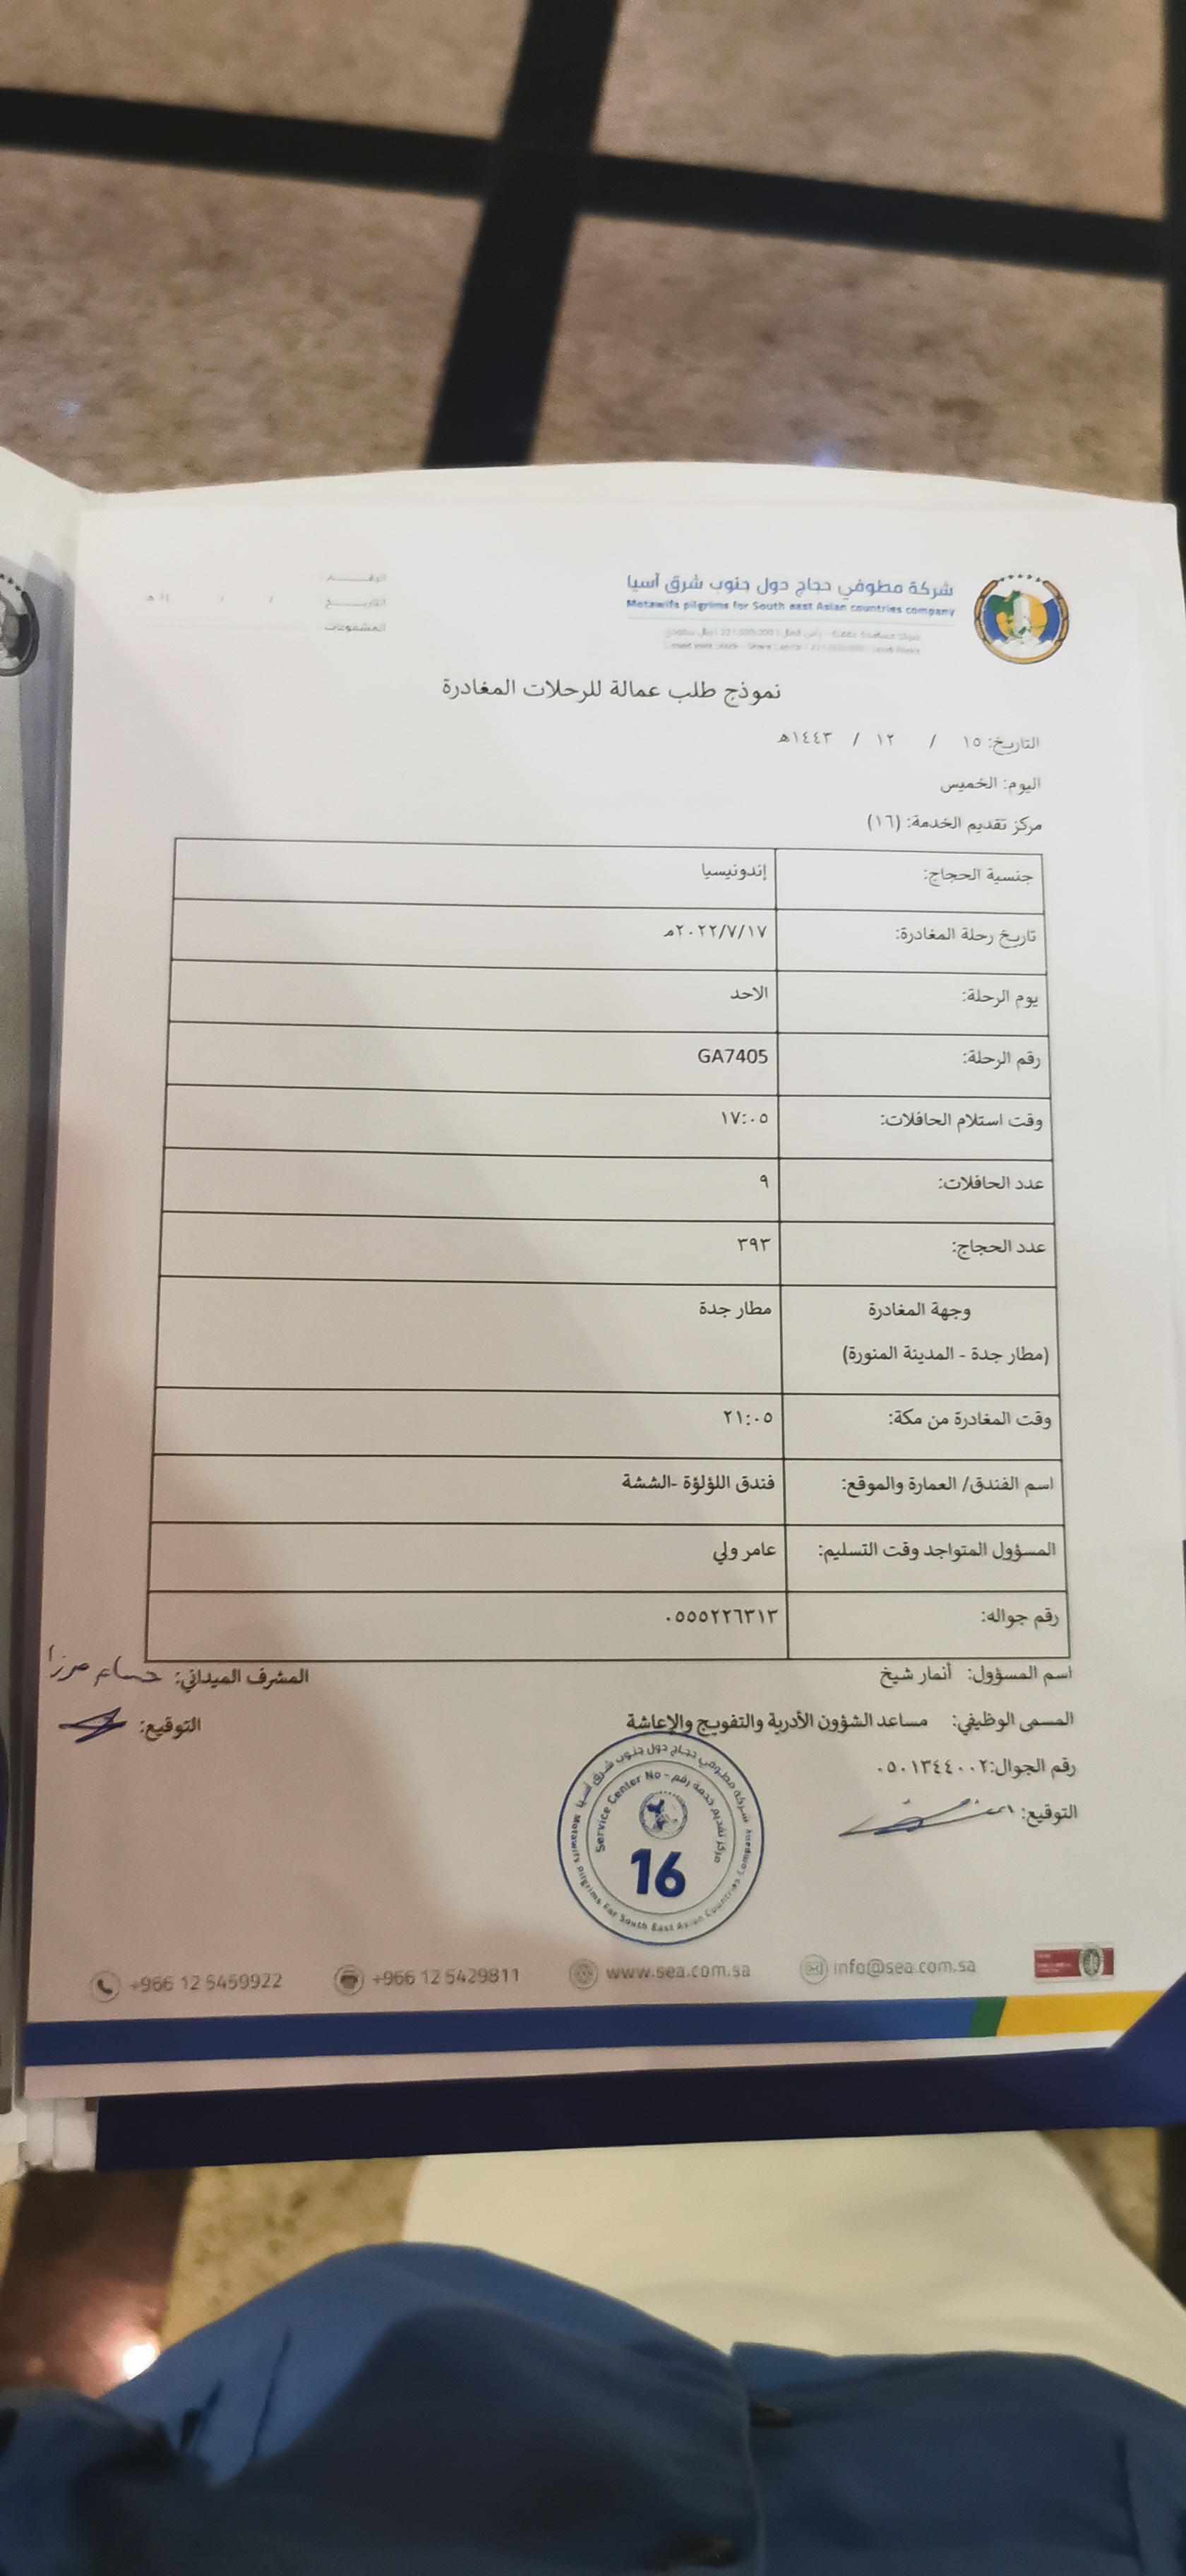 شركة مطوفي حجاج دول جنوب شرق آسيا
Motawifs pilgrims for South east Asian countries company
الرقـــــــم
التاريـــــخ / / ١٤ هـ
المشفوعات
نموذج طلب عمالة للرحلات المغادرة
التاريخ: ١٥ / ١٢ / ١٤٤٣هـ
اليوم: الخميس
مركز تقديم الخدمة: (١٦)
جنسية الحجاج: إندونيسيا
تاريخ رحلة المغادرة: ٢٠٢٢/٧/١٧م
يوم الرحلة: الاحد
رقم الرحلة: GA7405
وقت استلام الحافلات: ١٧:٠٥
عدد الحافلات: ٩
عدد الحجاج: ٣٩٣
وجهة المغادرة مطار جدة
(مطار جدة - المدينة المنورة)
وقت المغادرة من مكة: ٢١:٠٥
اسم الفندق/ العمارة والموقع: فندق اللؤلؤة -الششة
المسؤول المتواجد وقت التسليم: عامر ولي
رقم جواله: ٠٥٥٥٢٢٦٣١٣
اسم المسؤول: أنمار شيخ المشرف الميداني: حسام مرزا
المسمى الوظيفي: مساعد الشؤون الأدرية والتفويج والإعاشة التوقيع:
رقم الجوال:٠٥٠١٣٤٤٠٠٢
التوقيع:
شركة مطوفي حجاج دول جنوب شرق آسيا
Service Center No - مركز تقديم خدمة رقم
16
Motawifs Pilgrims For South East Asian Countries Company
+966 12 5459922 +966 12 5429811 www.sea.com.sa info@sea.com.sa